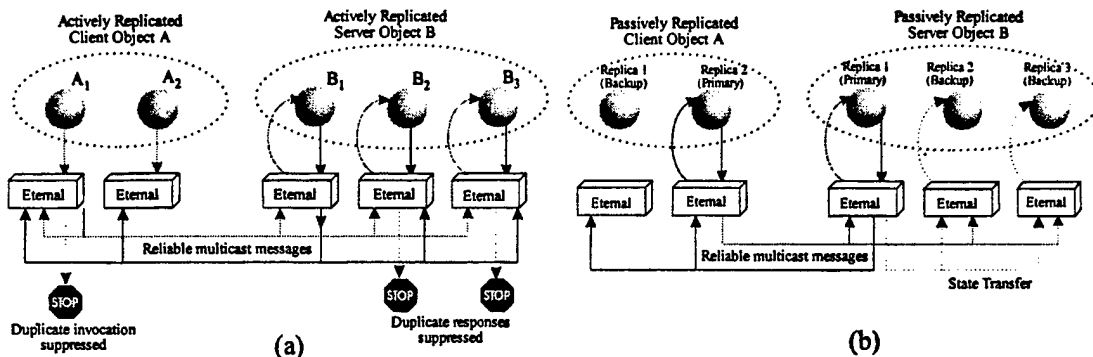 Actively Replicated
Client Object A
A1
A2
Eternal
Eternal
Actively Replicated
Server Object B
B1
B2
B3
Eternal
Eternal
Eternal
Reliable multicast messages
STOP
STOP
STOP
Duplicate invocation
suppressed
Duplicate responses
suppressed
(a)
Passively Replicated
Client Object A
Replica 1
(Backup)
Replica 2
(Primary)
Eternal
Eternal
Passively Replicated
Server Object B
Replica 1
(Primary)
Replica 2
(Backup)
Replica 3
(Backup)
Eternal
Eternal
Eternal
Reliable multicast messages
State Transfer
(b)